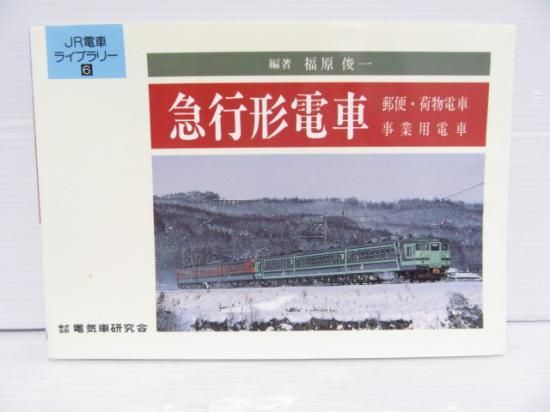 JR電車
ライブラリー
6
編著 福原俊一
急行形電車
郵便・荷物電車
事業用電車
電気車研究会